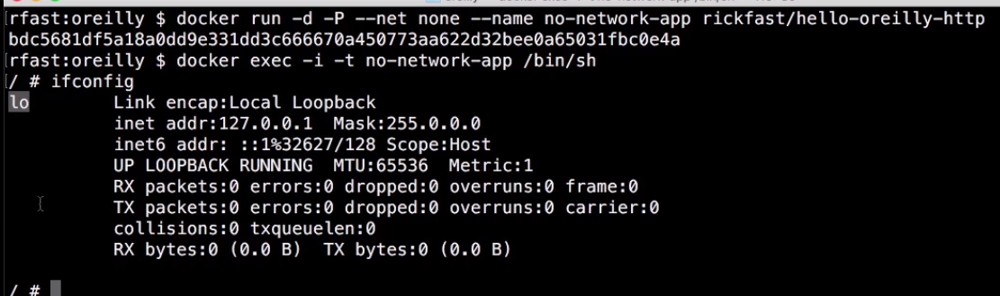 rfast:oreilly $ docker run -d -P --net none --name no-network-app rickfast/hello-oreilly-http
bdc5681df5a18a0dd9e331dd3c666670a450773aa622d32bee0a65031fbc0e4a
rfast:oreilly $ docker exec -i -t no-network-app /bin/sh
/ # ifconfig
lo        Link encap:Local Loopback
          inet addr:127.0.0.1  Mask:255.0.0.0
          inet6 addr: ::1%32627/128 Scope:Host
          UP LOOPBACK RUNNING  MTU:65536  Metric:1
          RX packets:0 errors:0 dropped:0 overruns:0 frame:0
          TX packets:0 errors:0 dropped:0 overruns:0 carrier:0
          collisions:0 txqueuelen:0
          RX bytes:0 (0.0 B)  TX bytes:0 (0.0 B)
/ #